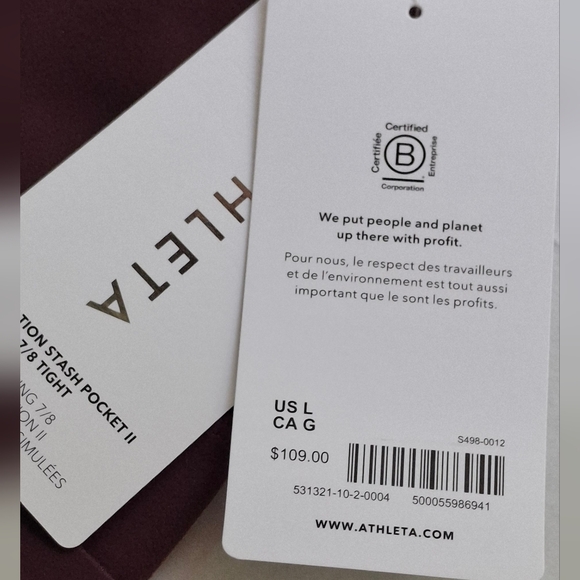 HLETA
TION STASH POCKET II
7/8 TIGHT
NG 7/8
ON II
SIMULÉES
Certified
Certifiée
B
Entreprise
Corporation
We put people and planet
up there with profit.
Pour nous, le respect des travailleurs
et de l'environnement est tout aussi
important que le sont les profits.
US L
CA G
S498-0012
$109.00
531321-10-2-0004 500055986941
WWW.ATHLETA.COM